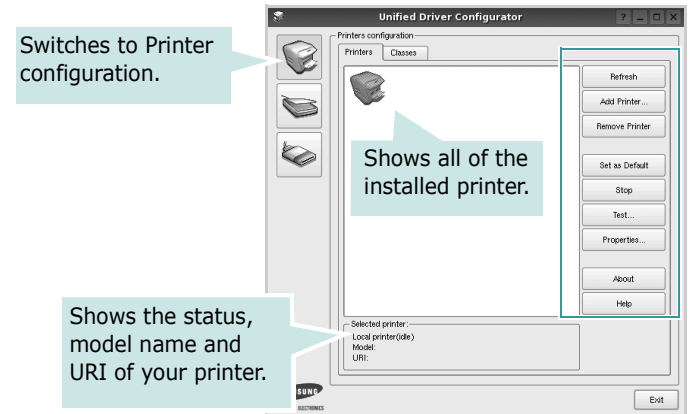 Unified Driver Configurator
Switches to Printer
configuration.
Printers configuration
Printers
Classes
Refresh
Add Printer...
Remove Printer
Shows all of the
installed printer.
Set as Default
Stop
Test...
Properties...
About
Help
Shows the status,
model name and
URI of your printer.
Selected printer:
Local printer(idle)
Model:
URI:
SUNG
ELECTRONICS
Exit